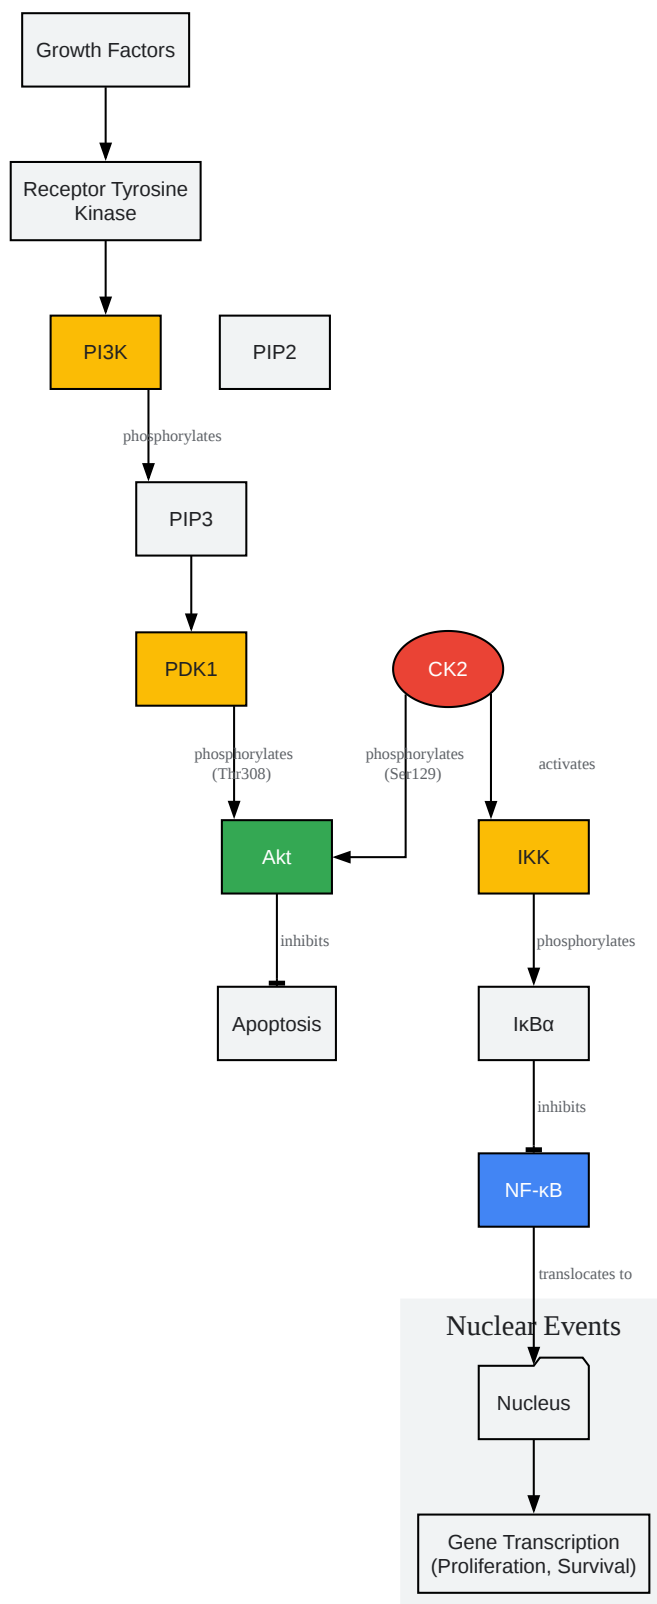 Growth Factors
Receptor Tyrosine
Kinase
PI3K
PIP2
phosphorylates
PIP3
PDK1
CK2
phosphorylates
(Thr308)
phosphorylates
(Ser129)
activates
Akt
IKK
inhibits
phosphorylates
Apoptosis
IκBα
inhibits
NF-κB
translocates to
Nuclear Events
Nucleus
Gene Transcription
(Proliferation, Survival)